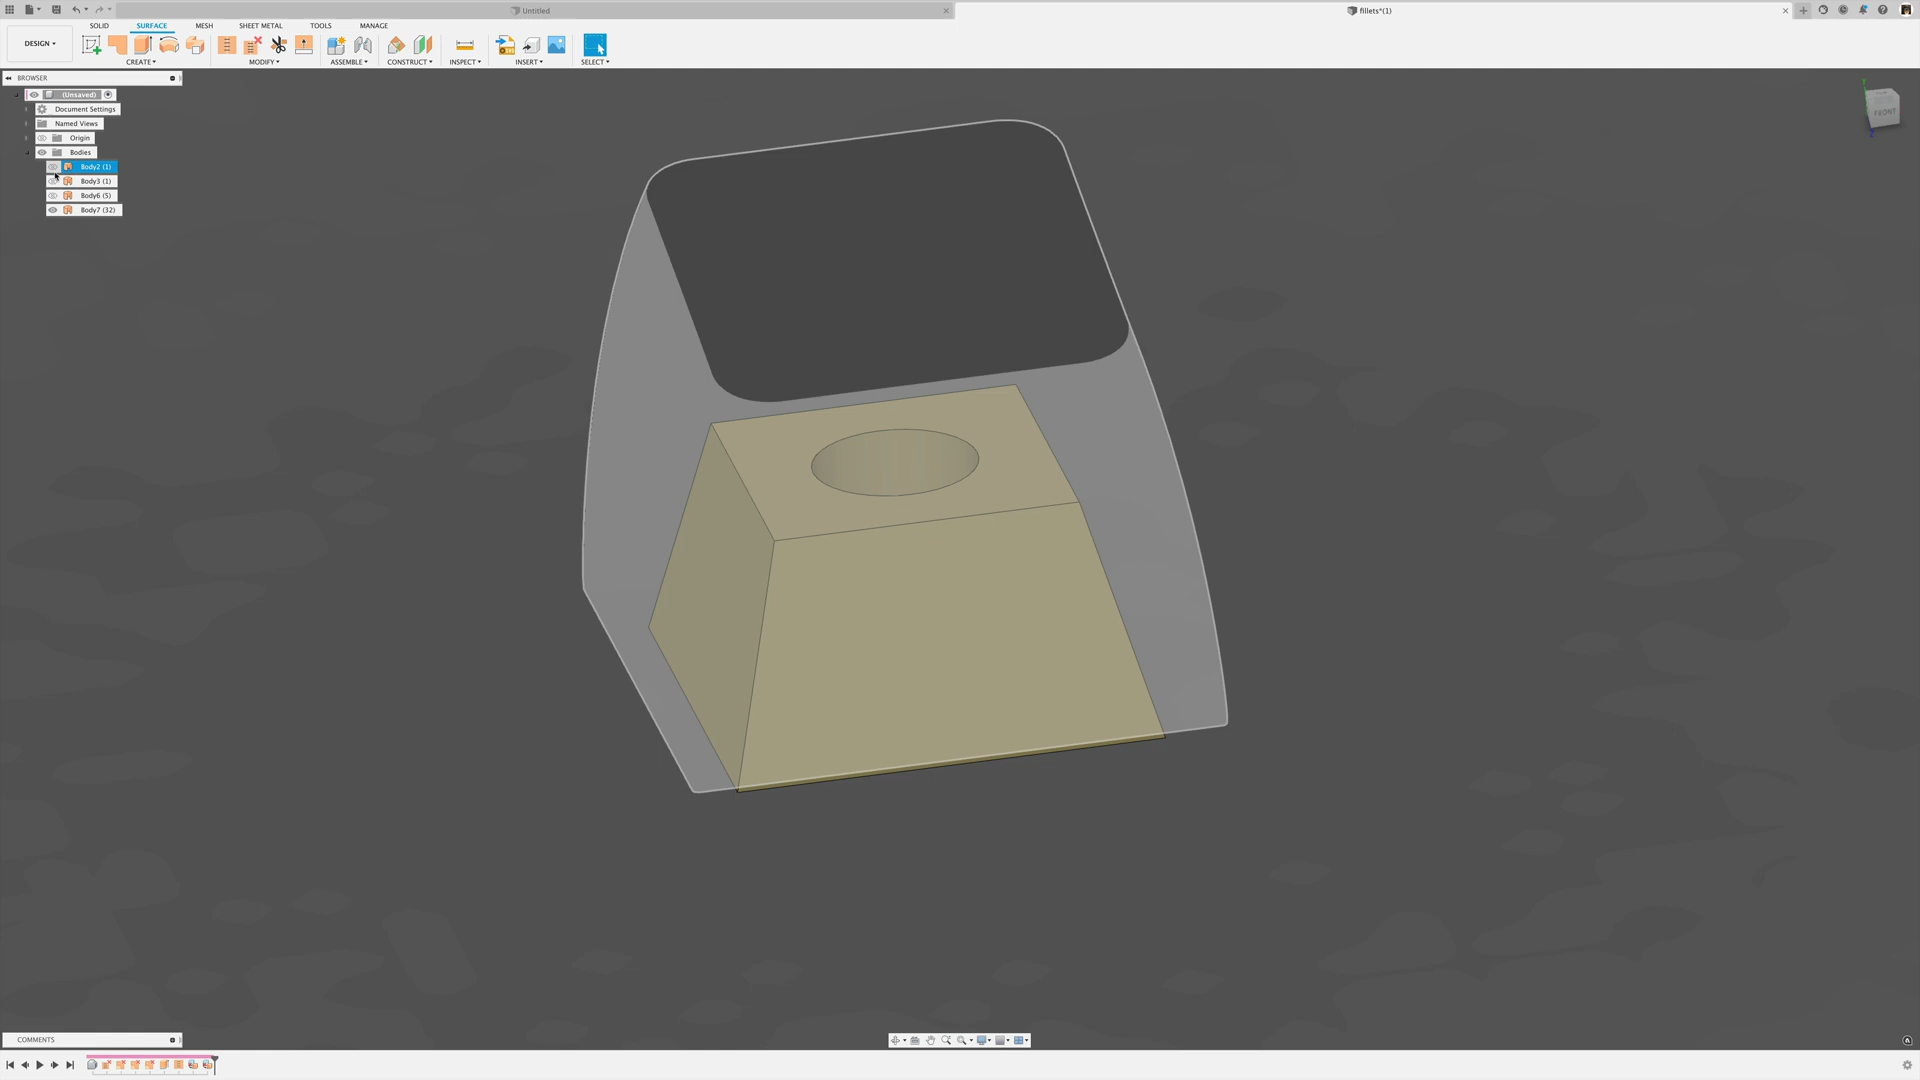 Untitled
fillets*(1)
SOLID SURFACE MESH SHEET METAL TOOLS MANAGE
DESIGN
CREATE MODIFY ASSEMBLE CONSTRUCT INSPECT INSERT SELECT
BROWSER
(Unsaved)
Document Settings
Named Views
Origin
Bodies
Body2 (1)
Body3 (1)
Body6 (5)
Body7 (32)
FRONT
Z
COMMENTS